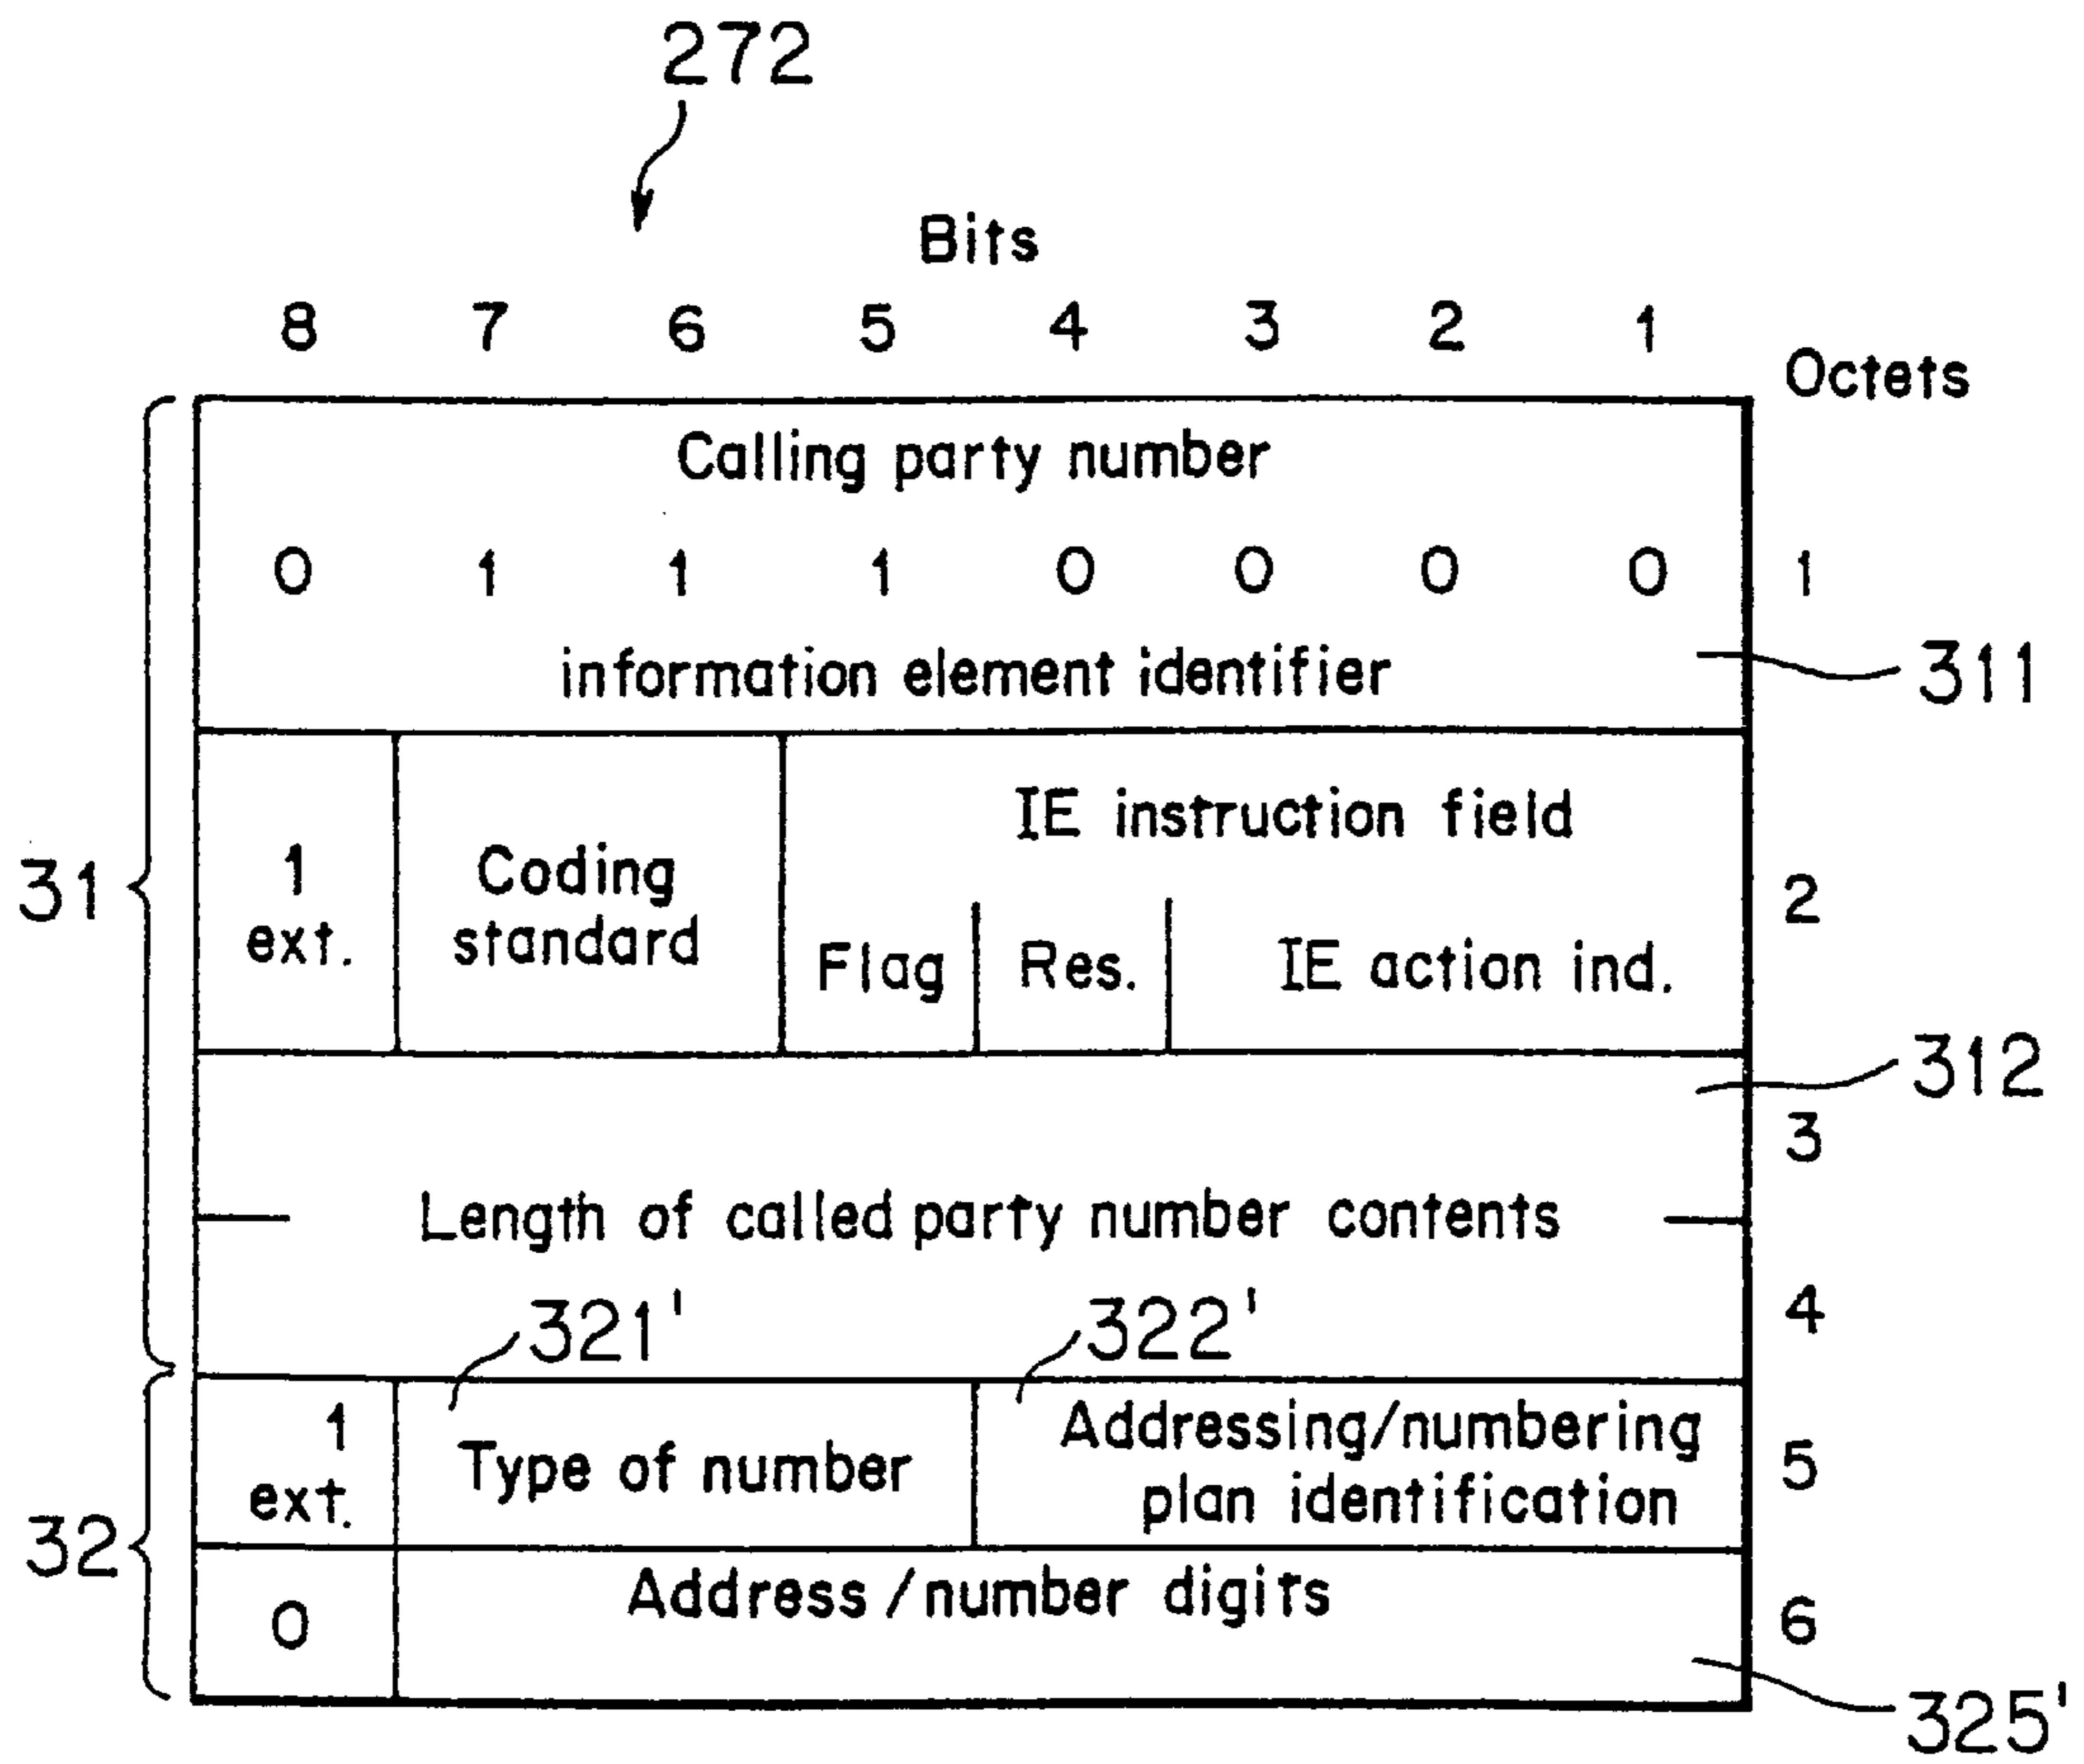 272
Bits
8 7 6 5 4 3 2 1
Octets
Calling party number
0 1 1 1 0 0 0 0 1
information element identifier
311
IE instruction field
1 ext.
Coding standard
2
Flag Res. IE action ind.
31
312
3
Length of called party number contents
4
321' 322'
1 ext.
Type of number
Addressing/numbering
plan identification
5
32
0
Address/number digits
6
325'